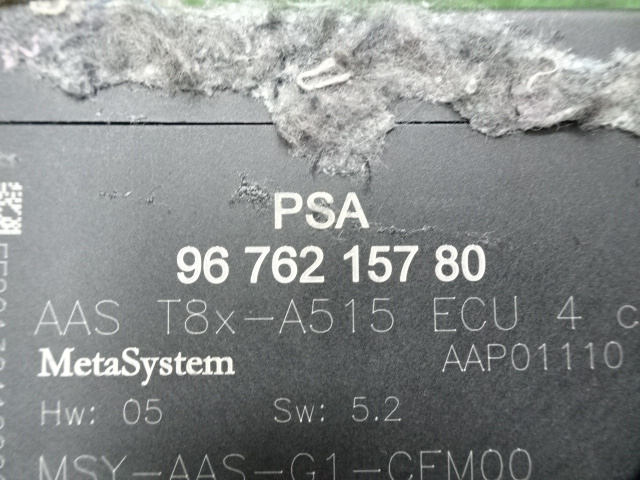 PSA
96 762 157 80
AAS T8x-A515 ECU 4 c
MetaSystem
AAP01110
Hw: 05 Sw: 5.2
MSY-AAS-G1-CFM00